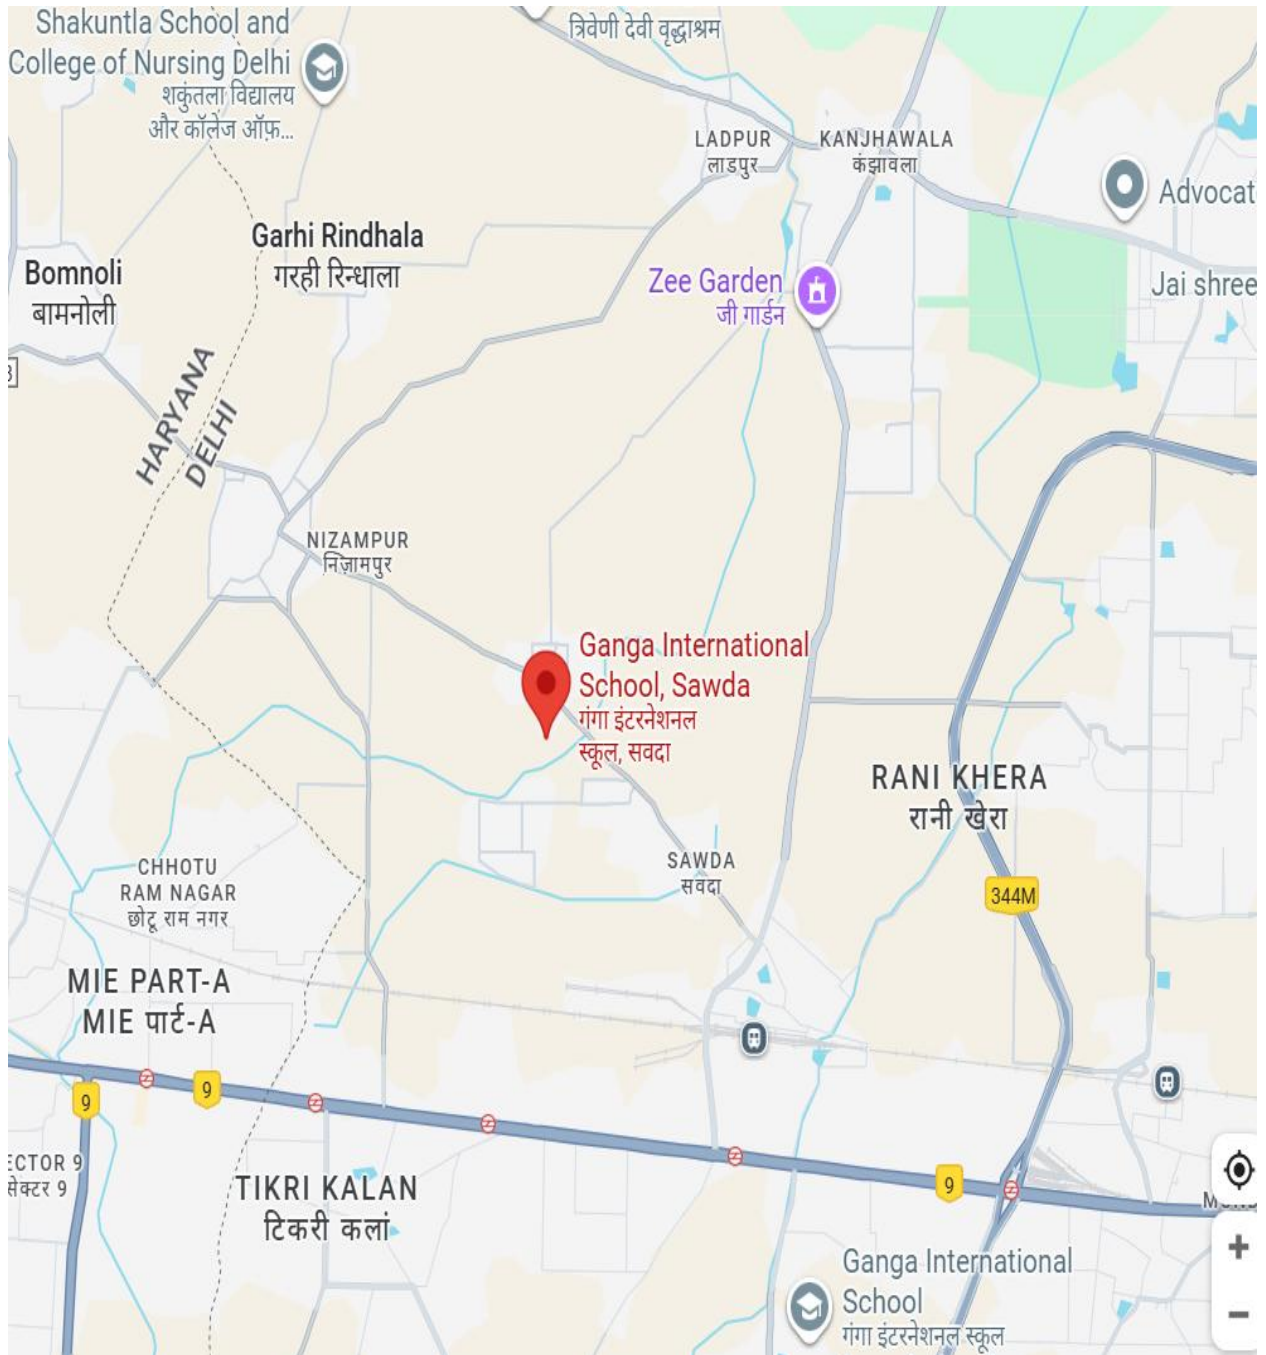 Shakuntla School and
College of Nursing Delhi
शकुंतला विद्यालय
और कॉलेज ऑफ़...
त्रिवेणी देवी वृद्धाश्रम
LADPUR
लाडपुर
KANJHAWALA
कंझावला
Advocat
Garhi Rindhala
गरही रिन्धाला
Bomnoli
बामनोली
Zee Garden
जी गार्डन
Jai shree
HARYANA
DELHI
NIZAMPUR
निज़ामपुर
Ganga International
School, Sawda
गंगा इंटरनेशनल
स्कूल, सवदा
RANI KHERA
रानी खेरा
SAWDA
सवदा
CHHOTU
RAM NAGAR
छोटू राम नगर
344M
MIE PART-A
MIE पार्ट-A
9
9
ECTOR 9
सेक्टर 9
TIKRI KALAN
टिकरी कलां
9
Ganga International
School
गंगा इंटरनेशनल स्कूल